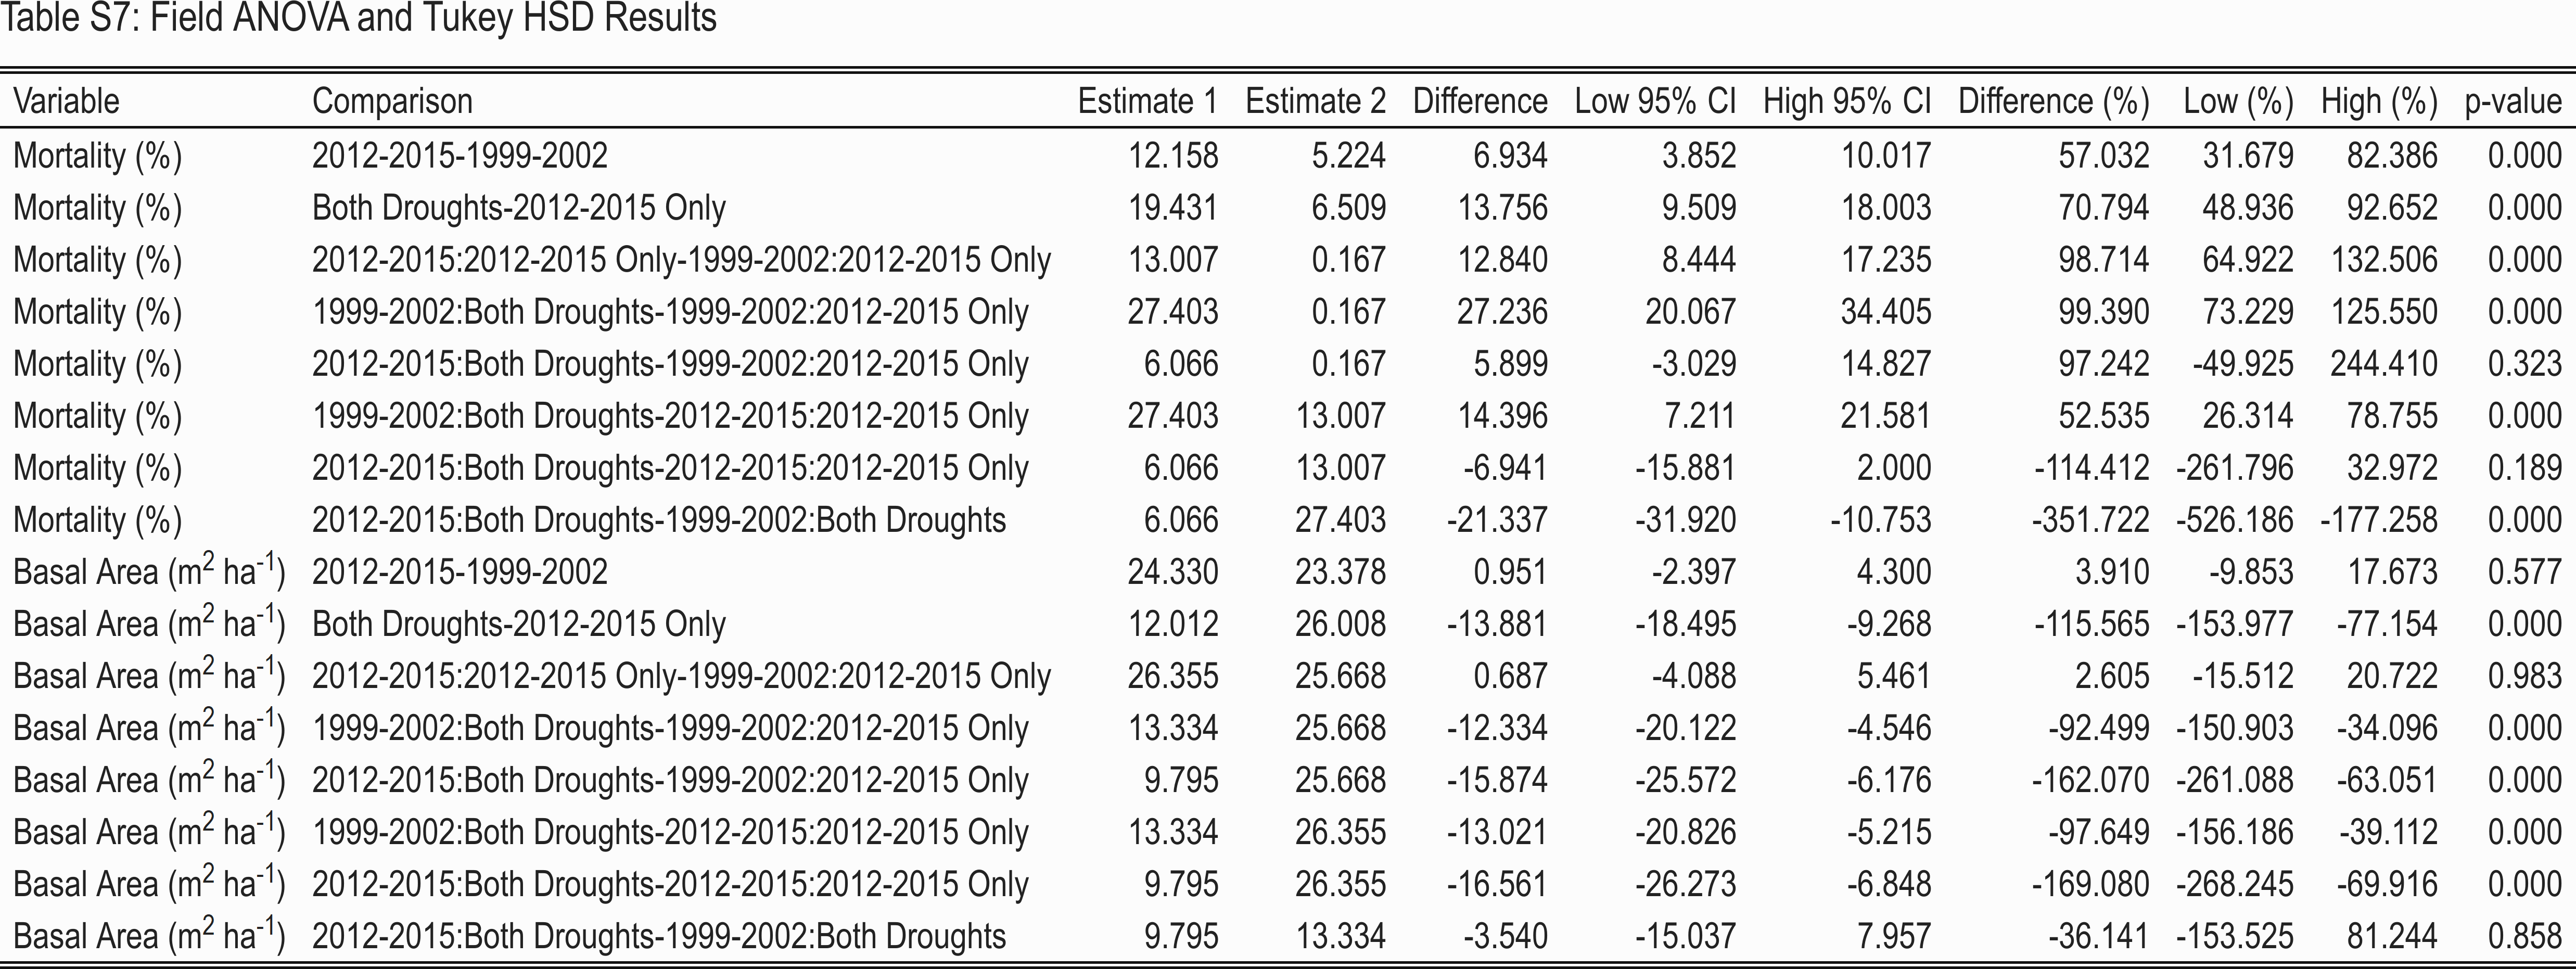 Table S7: Field ANOVA and Tukey HSD Results
Variable Comparison Estimate 1 Estimate 2 Difference Low 95% CI High 95% CI Difference (%) Low (%) High (%) p-value
Mortality (%) 2012-2015-1999-2002 12.158 5.224 6.934 3.852 10.017 57.032 31.679 82.386 0.000
Mortality (%) Both Droughts-2012-2015 Only 19.431 6.509 13.756 9.509 18.003 70.794 48.936 92.652 0.000
Mortality (%) 2012-2015:2012-2015 Only-1999-2002:2012-2015 Only 13.007 0.167 12.840 8.444 17.235 98.714 64.922 132.506 0.000
Mortality (%) 1999-2002:Both Droughts-1999-2002:2012-2015 Only 27.403 0.167 27.236 20.067 34.405 99.390 73.229 125.550 0.000
Mortality (%) 2012-2015:Both Droughts-1999-2002:2012-2015 Only 6.066 0.167 5.899 -3.029 14.827 97.242 -49.925 244.410 0.323
Mortality (%) 1999-2002:Both Droughts-2012-2015:2012-2015 Only 27.403 13.007 14.396 7.211 21.581 52.535 26.314 78.755 0.000
Mortality (%) 2012-2015:Both Droughts-2012-2015:2012-2015 Only 6.066 13.007 -6.941 -15.881 2.000 -114.412 -261.796 32.972 0.189
Mortality (%) 2012-2015:Both Droughts-1999-2002:Both Droughts 6.066 27.403 -21.337 -31.920 -10.753 -351.722 -526.186 -177.258 0.000
Basal Area (m² ha⁻¹) 2012-2015-1999-2002 24.330 23.378 0.951 -2.397 4.300 3.910 -9.853 17.673 0.577
Basal Area (m² ha⁻¹) Both Droughts-2012-2015 Only 12.012 26.008 -13.881 -18.495 -9.268 -115.565 -153.977 -77.154 0.000
Basal Area (m² ha⁻¹) 2012-2015:2012-2015 Only-1999-2002:2012-2015 Only 26.355 25.668 0.687 -4.088 5.461 2.605 -15.512 20.722 0.983
Basal Area (m² ha⁻¹) 1999-2002:Both Droughts-1999-2002:2012-2015 Only 13.334 25.668 -12.334 -20.122 -4.546 -92.499 -150.903 -34.096 0.000
Basal Area (m² ha⁻¹) 2012-2015:Both Droughts-1999-2002:2012-2015 Only 9.795 25.668 -15.874 -25.572 -6.176 -162.070 -261.088 -63.051 0.000
Basal Area (m² ha⁻¹) 1999-2002:Both Droughts-2012-2015:2012-2015 Only 13.334 26.355 -13.021 -20.826 -5.215 -97.649 -156.186 -39.112 0.000
Basal Area (m² ha⁻¹) 2012-2015:Both Droughts-2012-2015:2012-2015 Only 9.795 26.355 -16.561 -26.273 -6.848 -169.080 -268.245 -69.916 0.000
Basal Area (m² ha⁻¹) 2012-2015:Both Droughts-1999-2002:Both Droughts 9.795 13.334 -3.540 -15.037 7.957 -36.141 -153.525 81.244 0.858